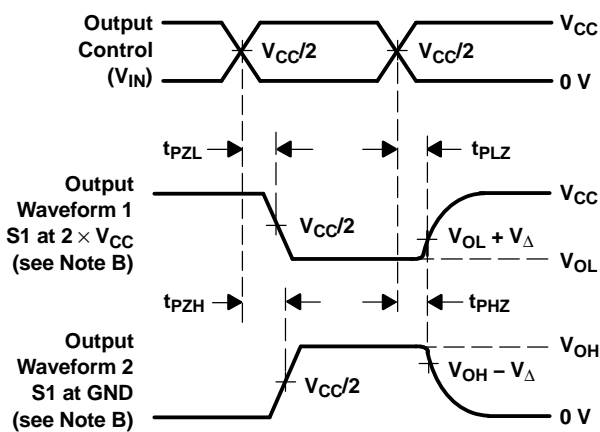 Output
Control
(VIN)
VCC/2
VCC/2
VCC
0 V
tPZL
tPLZ
Output
Waveform 1
S1 at 2 × VCC
(see Note B)
VCC/2
VCC
VOL + VΔ
VOL
tPZH
tPHZ
Output
Waveform 2
S1 at GND
(see Note B)
VCC/2
VOH
VOH − VΔ
0 V